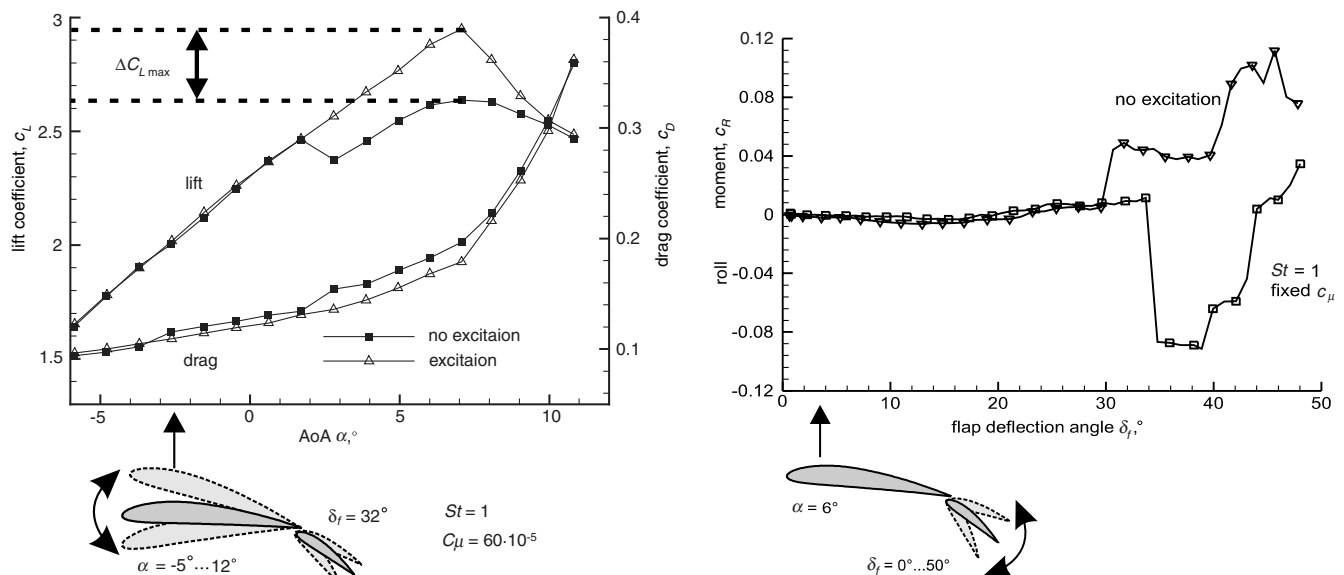 3
2.5
2
1.5
lift coefficient, c_L
ΔC_L max
lift
drag
0.4
0.3
0.2
0.1
drag coefficient, c_D
no excitaion
excitaion
-5
0
5
10
AoA α,°
δ_f = 32°
St = 1
Cμ = 60·10^-5
α = -5°...12°
0.12
0.08
0.04
0
-0.04
-0.08
-0.12
roll moment, c_R
no excitation
St = 1
fixed c_μ
0
10
20
30
40
50
flap deflection angle δ_f,°
α = 6°
δ_f = 0°...50°